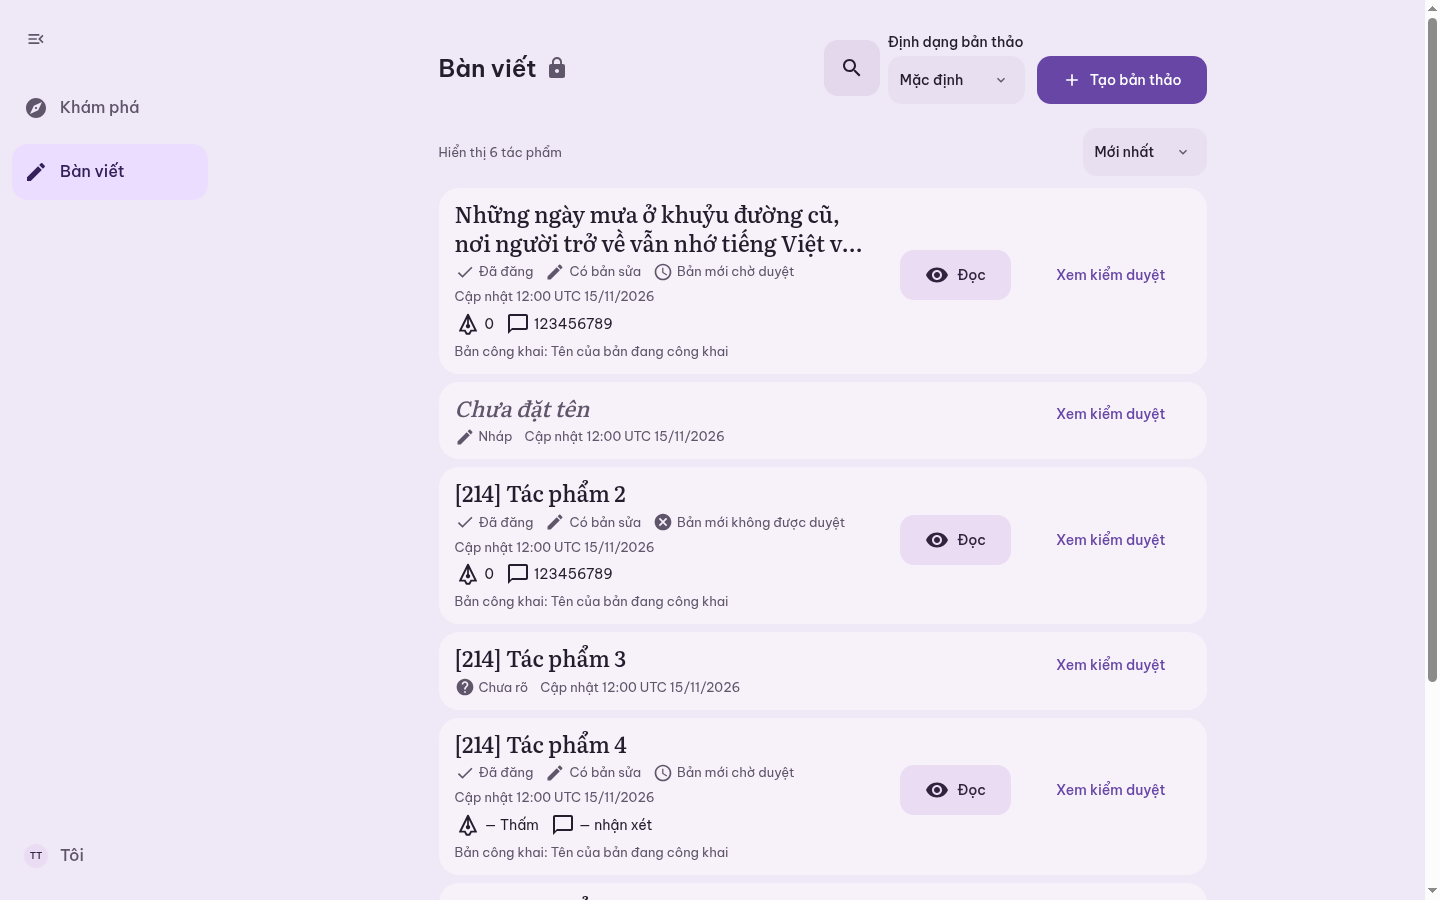 Khám phá
Bàn viết
TT Tôi
Bàn viết
Định dạng bản thảo
Mặc định
Tạo bản thảo
Hiển thị 6 tác phẩm
Mới nhất
Những ngày mưa ở khuỷu đường cũ,
nơi người trở về vẫn nhớ tiếng Việt v...
Đã đăng Có bản sửa Bản mới chờ duyệt
Cập nhật 12:00 UTC 15/11/2026
0 123456789
Bản công khai: Tên của bản đang công khai
Đọc
Xem kiểm duyệt
Chưa đặt tên
Nháp Cập nhật 12:00 UTC 15/11/2026
Xem kiểm duyệt
[214] Tác phẩm 2
Đã đăng Có bản sửa Bản mới không được duyệt
Cập nhật 12:00 UTC 15/11/2026
0 123456789
Bản công khai: Tên của bản đang công khai
Đọc
Xem kiểm duyệt
[214] Tác phẩm 3
Chưa rõ Cập nhật 12:00 UTC 15/11/2026
Xem kiểm duyệt
[214] Tác phẩm 4
Đã đăng Có bản sửa Bản mới chờ duyệt
Cập nhật 12:00 UTC 15/11/2026
— Thấm — nhận xét
Bản công khai: Tên của bản đang công khai
Đọc
Xem kiểm duyệt